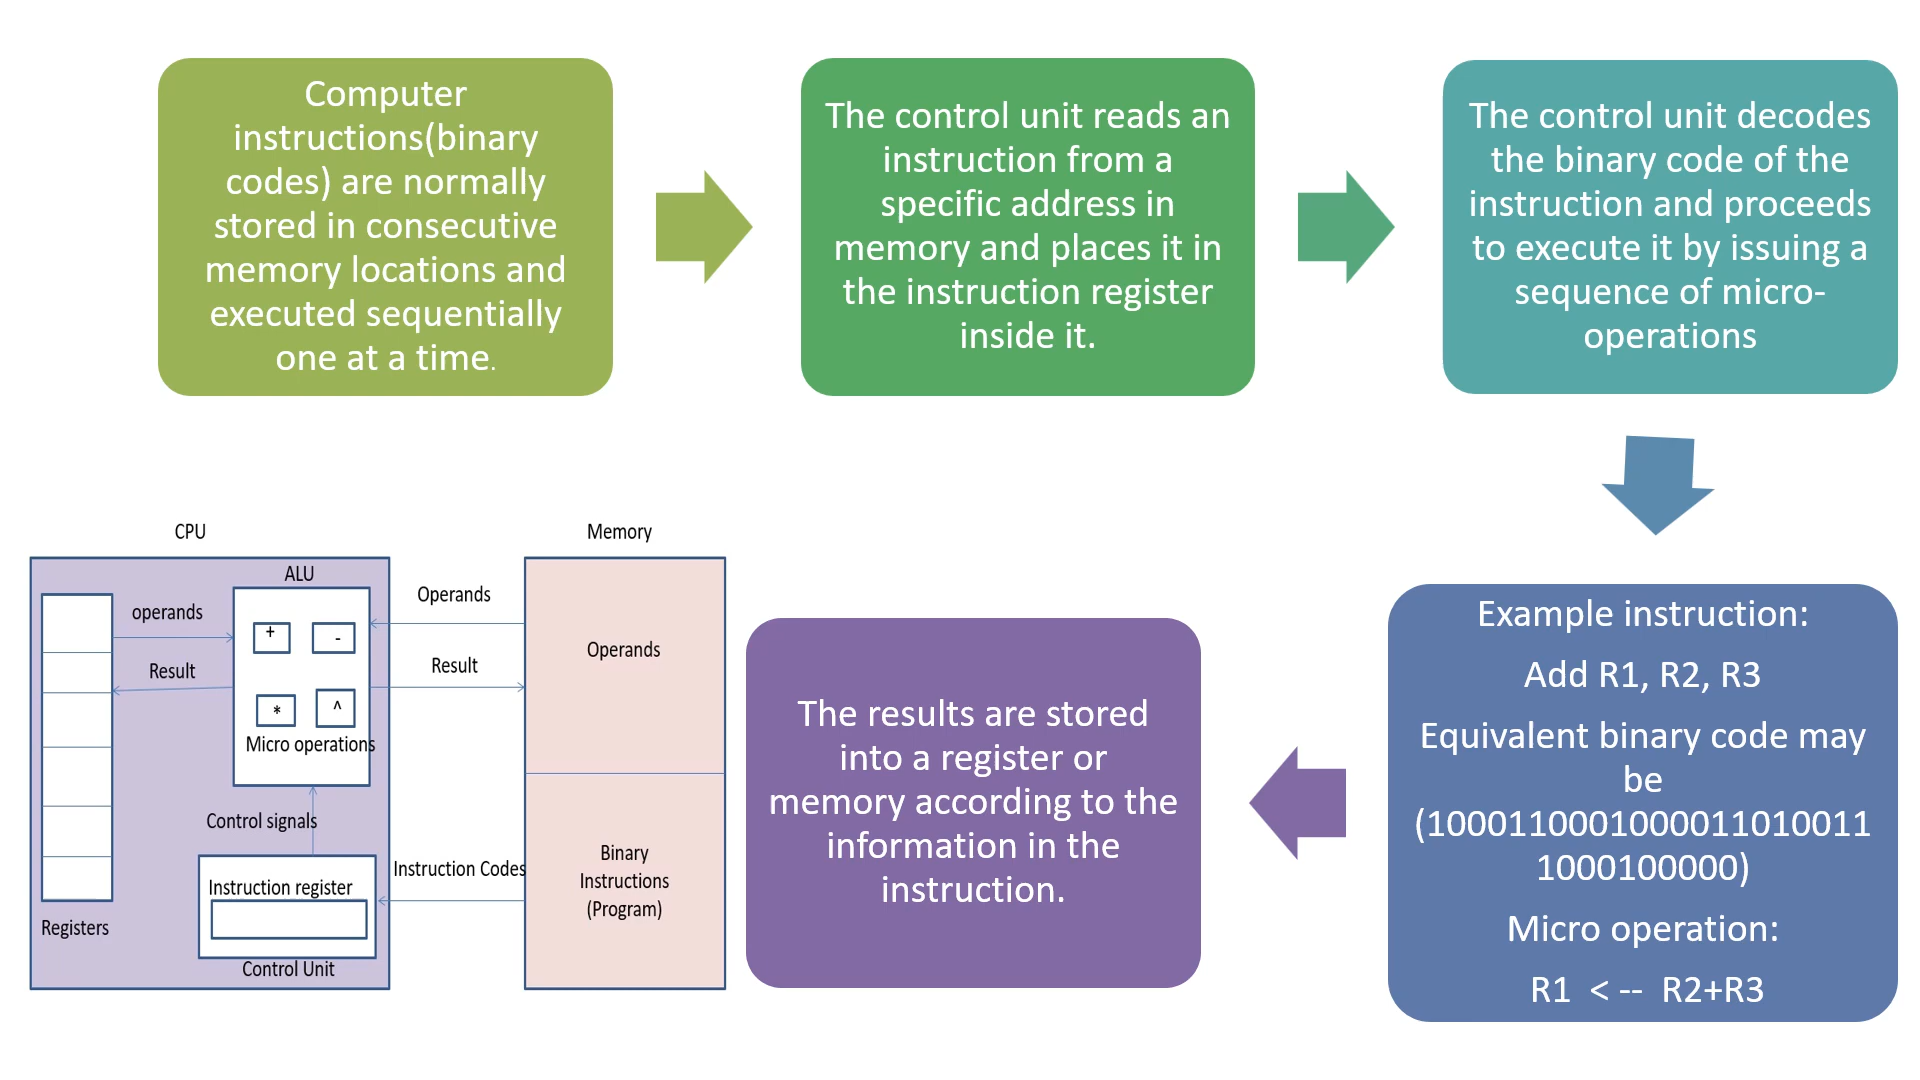 Computer
instructions(binary
codes) are normally
stored in consecutive
memory locations and
executed sequentially
one at a time.
The control unit reads an
instruction from a
specific address in
memory and places it in
the instruction register
inside it.
The control unit decodes
the binary code of the
instruction and proceeds
to execute it by issuing a
sequence of micro-
operations
Example instruction:
Add R1, R2, R3
Equivalent binary code may
be
(1000110001000011010011
1000100000)
Micro operation:
R1 < -- R2+R3
The results are stored
into a register or
memory according to the
information in the
instruction.
CPU
Memory
ALU
operands
Result
+
-
*
^
Micro operations
Operands
Result
Operands
Control signals
Instruction register
Control Unit
Registers
Instruction Codes
Binary
Instructions
(Program)